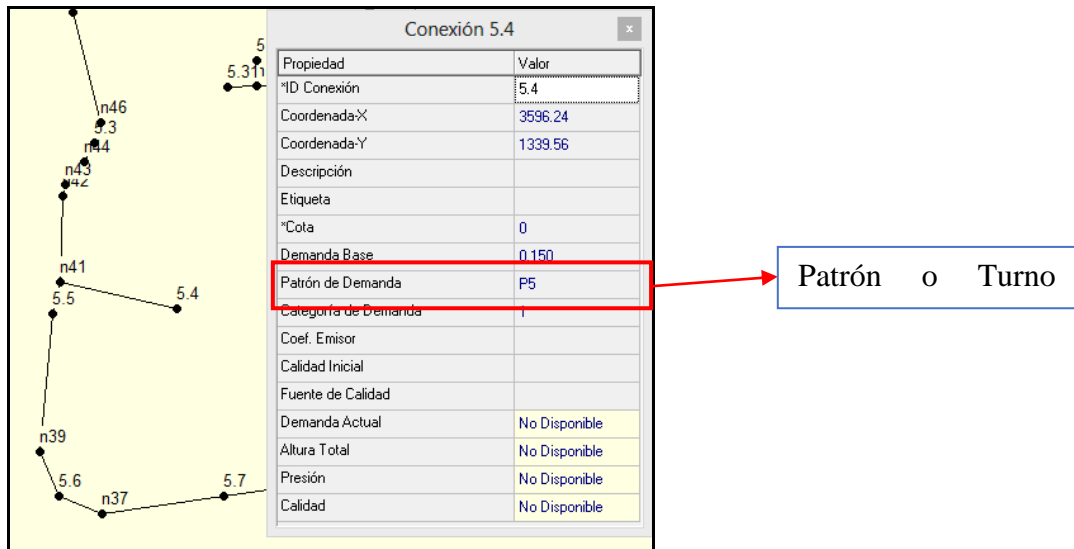 Conexión 5.4
x
Propiedad Valor
*ID Conexión 5.4
Coordenada-X 3596.24
Coordenada-Y 1339.56
Descripción
Etiqueta
*Cota 0
Demanda Base 0.150
Patrón de Demanda P5
Categoría de Demanda 1
Coef. Emisor
Calidad Inicial
Fuente de Calidad
Demanda Actual No Disponible
Altura Total No Disponible
Presión No Disponible
Calidad No Disponible
5
5.31
n46
5.3
n44
n43
n42
n41
5.5
5.4
n39
5.6
n37
5.7
Patrón o Turno